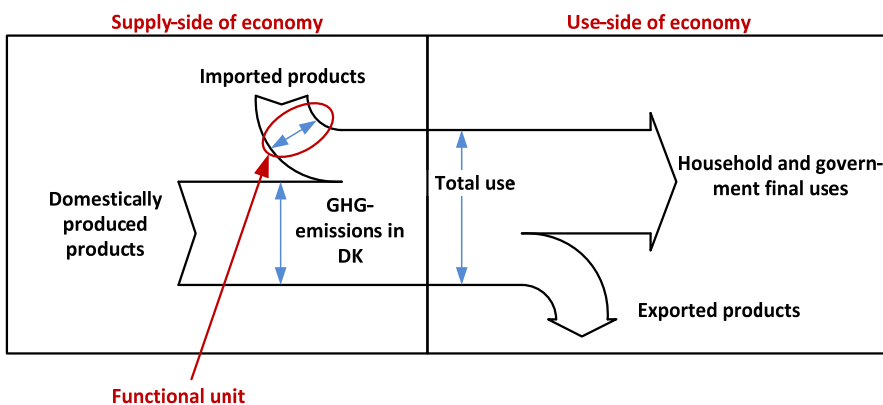 Supply-side of economy
Use-side of economy
Imported products
Domestically
produced
products
GHG-
emissions in
DK
Total use
Household and govern-
ment final uses
Exported products
Functional unit